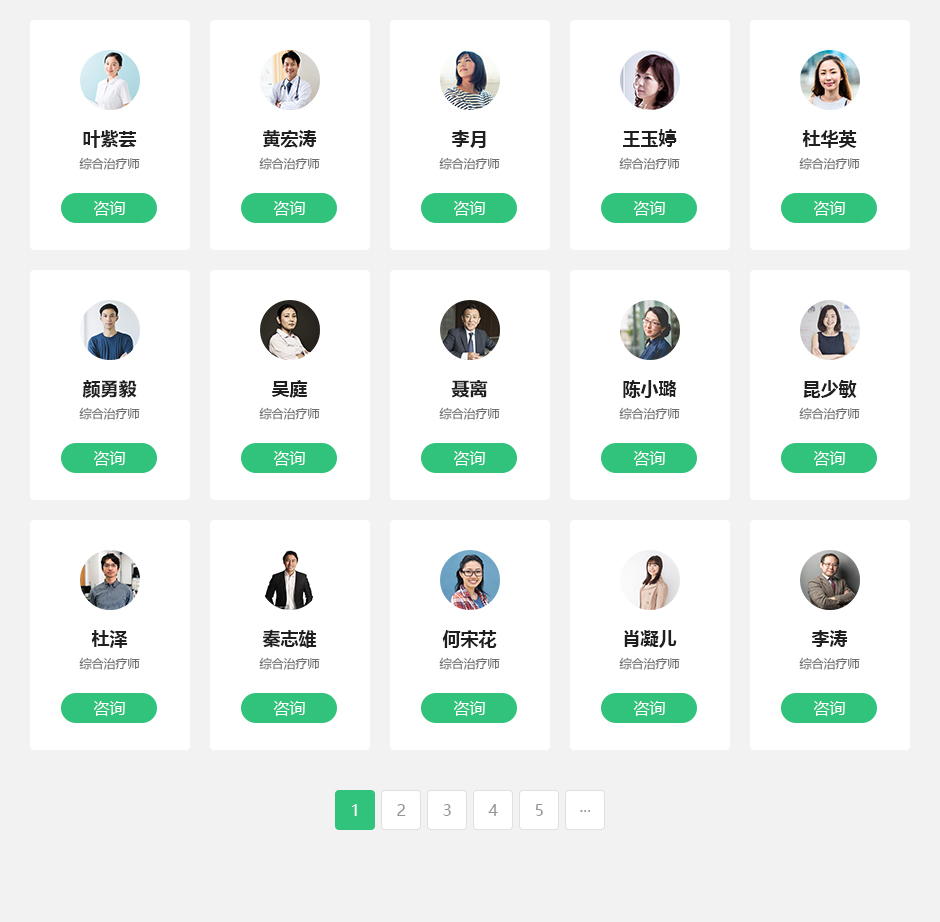 叶紫芸
综合治疗师
咨询
黄宏涛
综合治疗师
咨询
李月
综合治疗师
咨询
王玉婷
综合治疗师
咨询
杜华英
综合治疗师
咨询
颜勇毅
综合治疗师
咨询
吴庭
综合治疗师
咨询
聂离
综合治疗师
咨询
陈小璐
综合治疗师
咨询
昆少敏
综合治疗师
咨询
杜泽
综合治疗师
咨询
秦志雄
综合治疗师
咨询
何宋花
综合治疗师
咨询
肖凝儿
综合治疗师
咨询
李涛
综合治疗师
咨询
1 2 3 4 5 ···